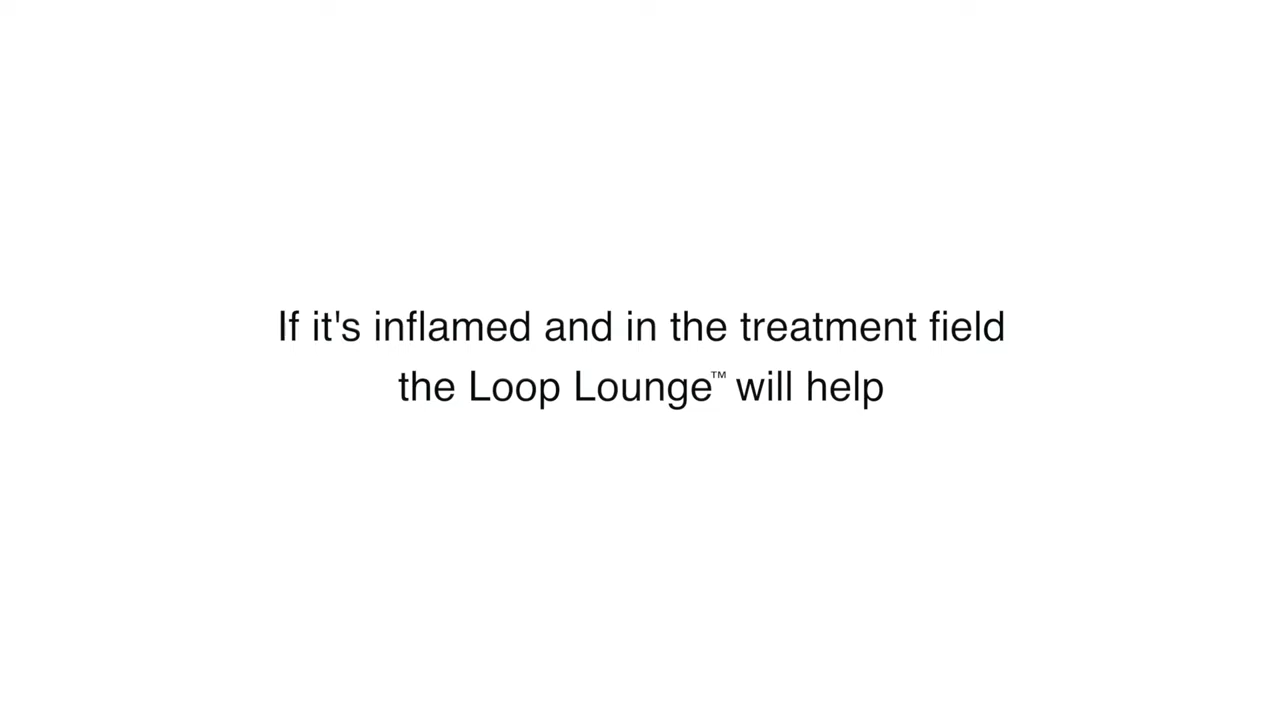 If it's inflamed and in the treatment field
the Loop Lounge™ will help